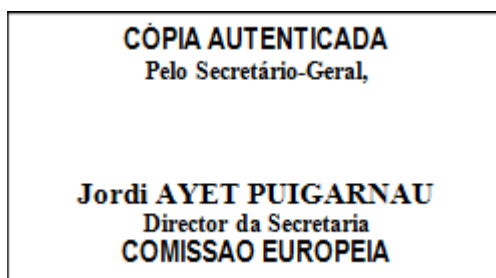 CÓPIA AUTENTICADA
Pelo Secretário-Geral,
Jordi AYET PUIGARNAU
Director da Secretaria
COMISSAO EUROPEIA